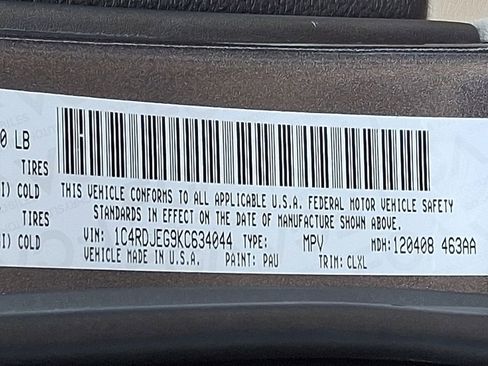 0 LB
TIRES
I) COLD
TIRES
I) COLD
THIS VEHICLE CONFORMS TO ALL APPLICABLE U.S.A. FEDERAL MOTOR VEHICLE SAFETY
STANDARDS IN EFFECT ON THE DATE OF MANUFACTURE SHOWN ABOVE.
VIN: 1C4RDJEG9KC634044 TYPE: MPV MDH: 120408 463AA
VEHICLE MADE IN U.S.A. PAINT: PAU TRIM: CLXL